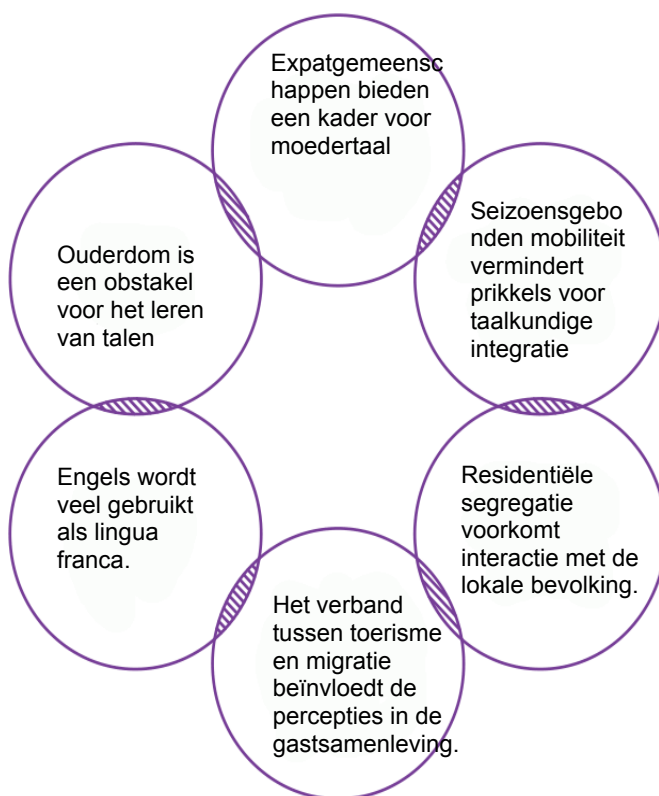 Expatgemeensc
happen bieden
een kader voor
moedertaal
Seizoensgebo
nden mobiliteit
vermindert
prikkels voor
taalkundige
integratie
Residentiële
segregatie
voorkomt
interactie met de
lokale bevolking.
Het verband
tussen toerisme
en migratie
beïnvloedt de
percepties in de
gastsamenleving.
Engels wordt
veel gebruikt
als lingua
franca.
Ouderdom is
een obstakel
voor het leren
van talen